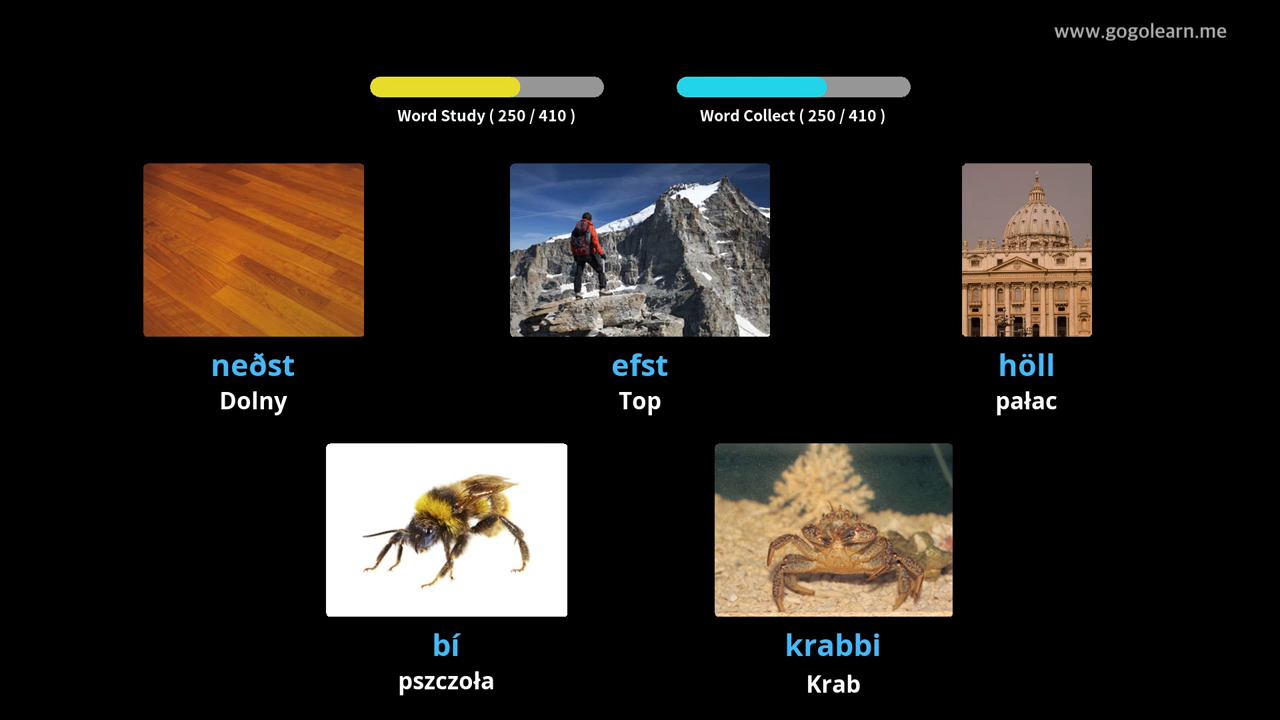 www.gogolearn.me
Word Study ( 250 / 410 )
Word Collect ( 250 / 410 )
neðst
Dolny
efst
Top
höll
pałac
bí
pszczoła
krabbi
Krab